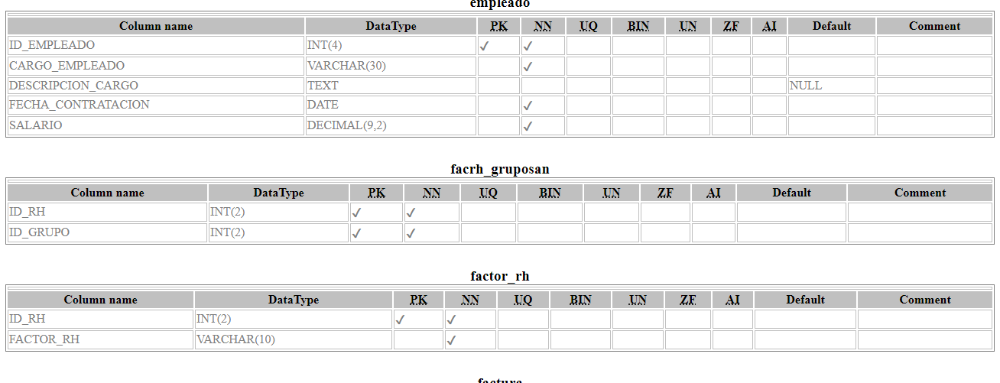 empleado
Column name DataType PK NN UQ BIN UN ZF AI Default Comment
ID_EMPLEADO INT(4) ✓ ✓
CARGO_EMPLEADO VARCHAR(30) ✓
DESCRIPCION_CARGO TEXT NULL
FECHA_CONTRATACION DATE ✓
SALARIO DECIMAL(9,2) ✓
facrh_gruposan
Column name DataType PK NN UQ BIN UN ZF AI Default Comment
ID_RH INT(2) ✓ ✓
ID_GRUPO INT(2) ✓ ✓
factor_rh
Column name DataType PK NN UQ BIN UN ZF AI Default Comment
ID_RH INT(2) ✓ ✓
FACTOR_RH VARCHAR(10) ✓
factura